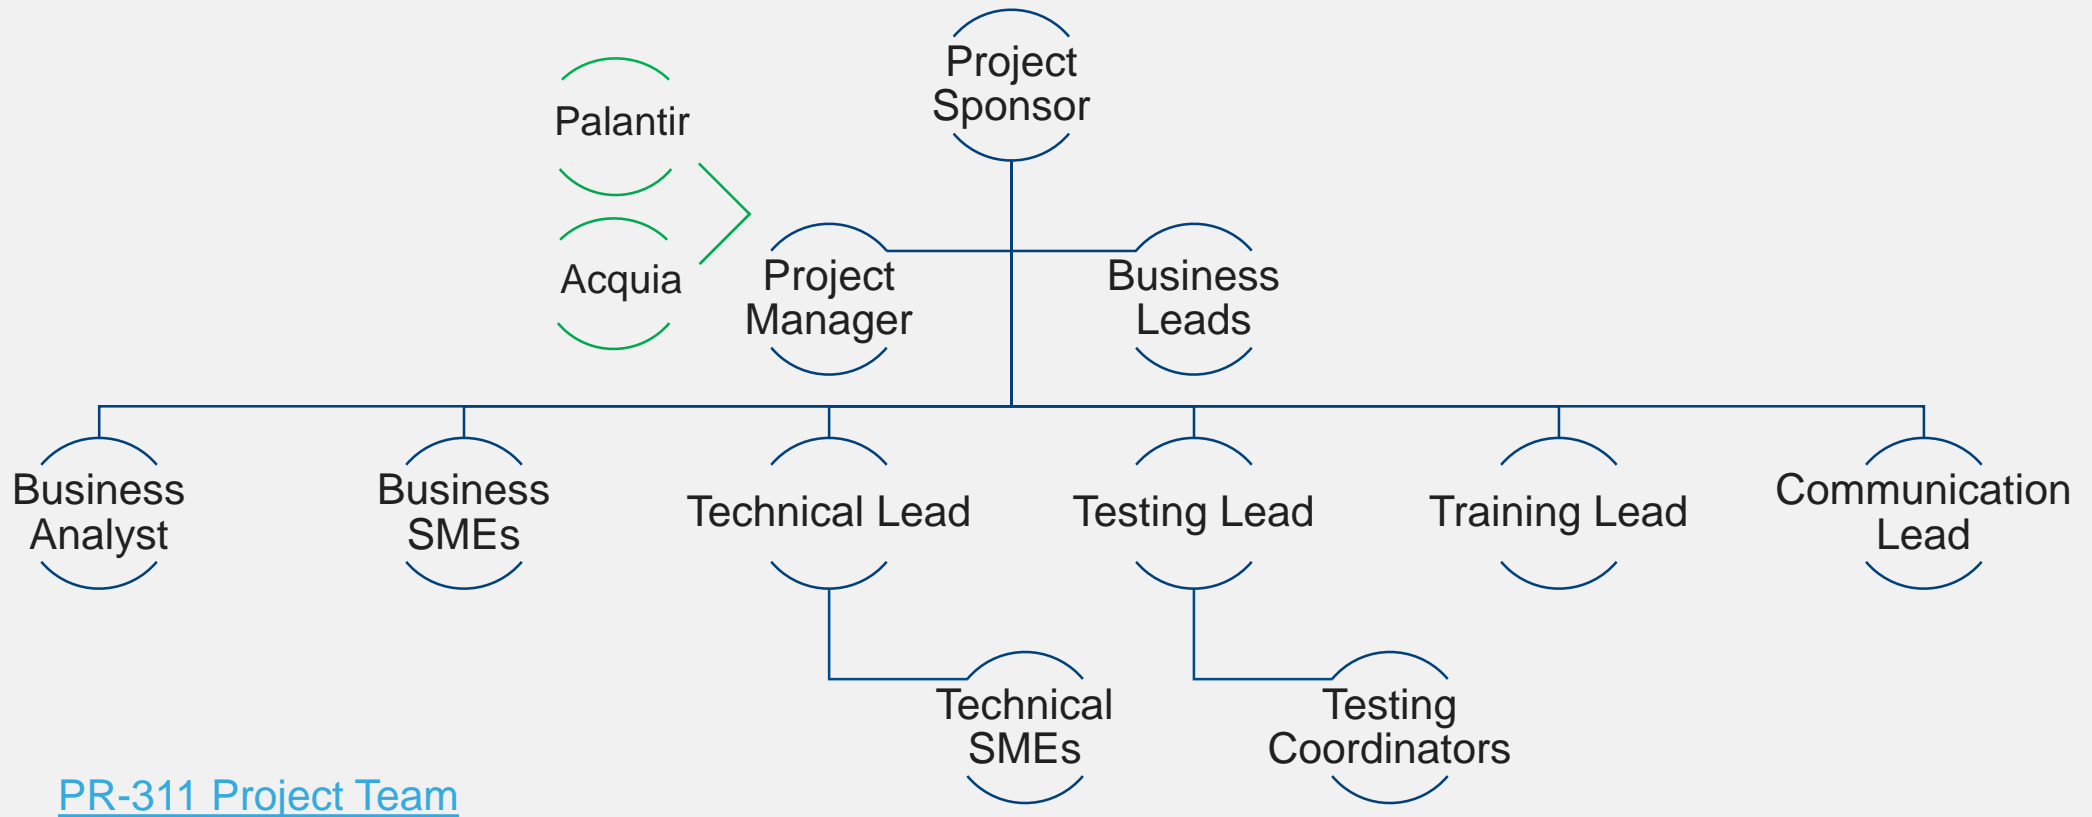 Project
Sponsor
Palantir
Acquia
Project
Manager
Business
Leads
Business
Analyst
Business
SMEs
Technical Lead
Testing Lead
Training Lead
Communication
Lead
Technical
SMEs
Testing
Coordinators
PR-311 Project Team